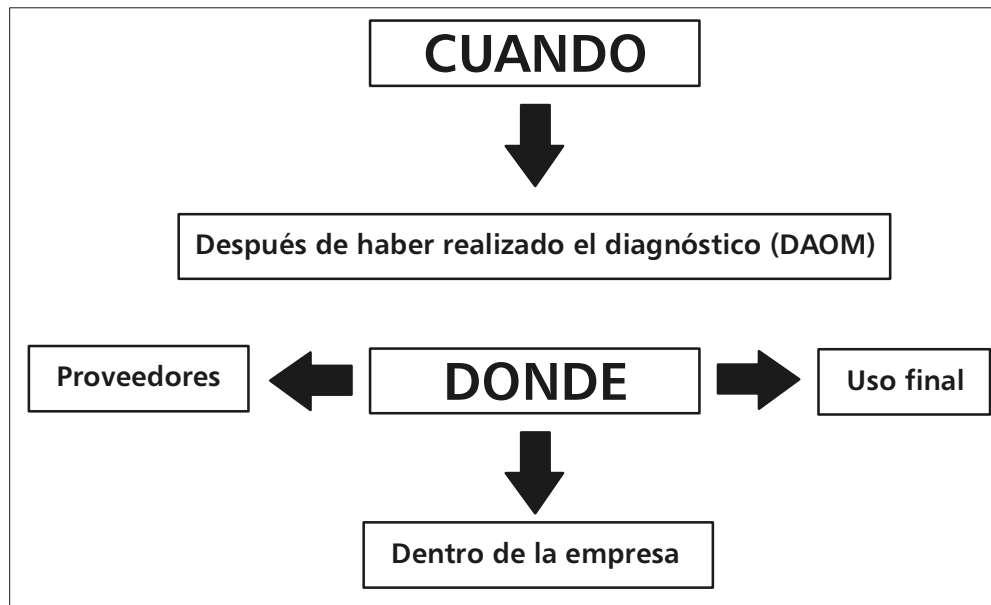 CUANDO
Después de haber realizado el diagnóstico (DAOM)
Proveedores
DONDE
Uso final
Dentro de la empresa